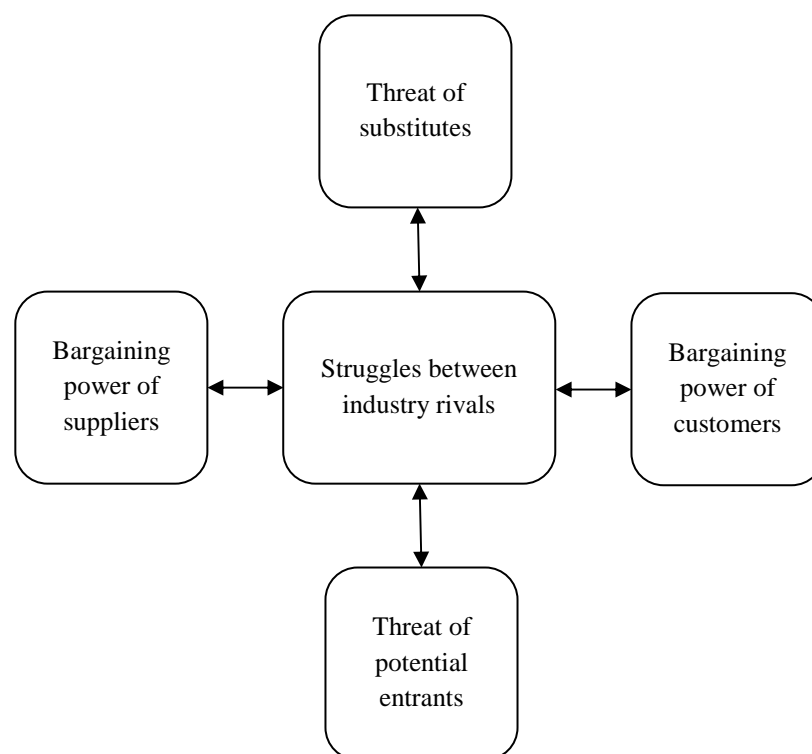 Threat of
substitutes
Bargaining
power of
suppliers
Struggles between
industry rivals
Bargaining
power of
customers
Threat of
potential
entrants